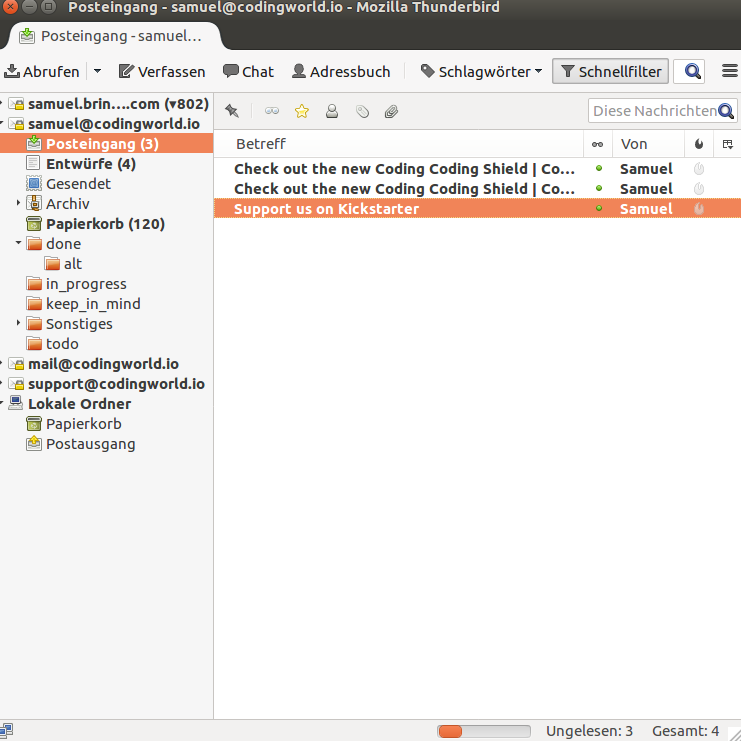 Posteingang - samuel@codingworld.io - Mozilla Thunderbird
Posteingang - samuel…
Abrufen Verfassen Chat Adressbuch Schlagwörter Schnellfilter
samuel.brin....com (▾802)
samuel@codingworld.io
Posteingang (3)
Entwürfe (4)
Gesendet
Archiv
Papierkorb (120)
done
alt
in_progress
keep_in_mind
Sonstiges
todo
mail@codingworld.io
support@codingworld.io
Lokale Ordner
Papierkorb
Postausgang
Diese Nachrichten
Betreff Von
Check out the new Coding Coding Shield | Co... Samuel
Check out the new Coding Coding Shield | Co... Samuel
Support us on Kickstarter Samuel
Ungelesen: 3 Gesamt: 4